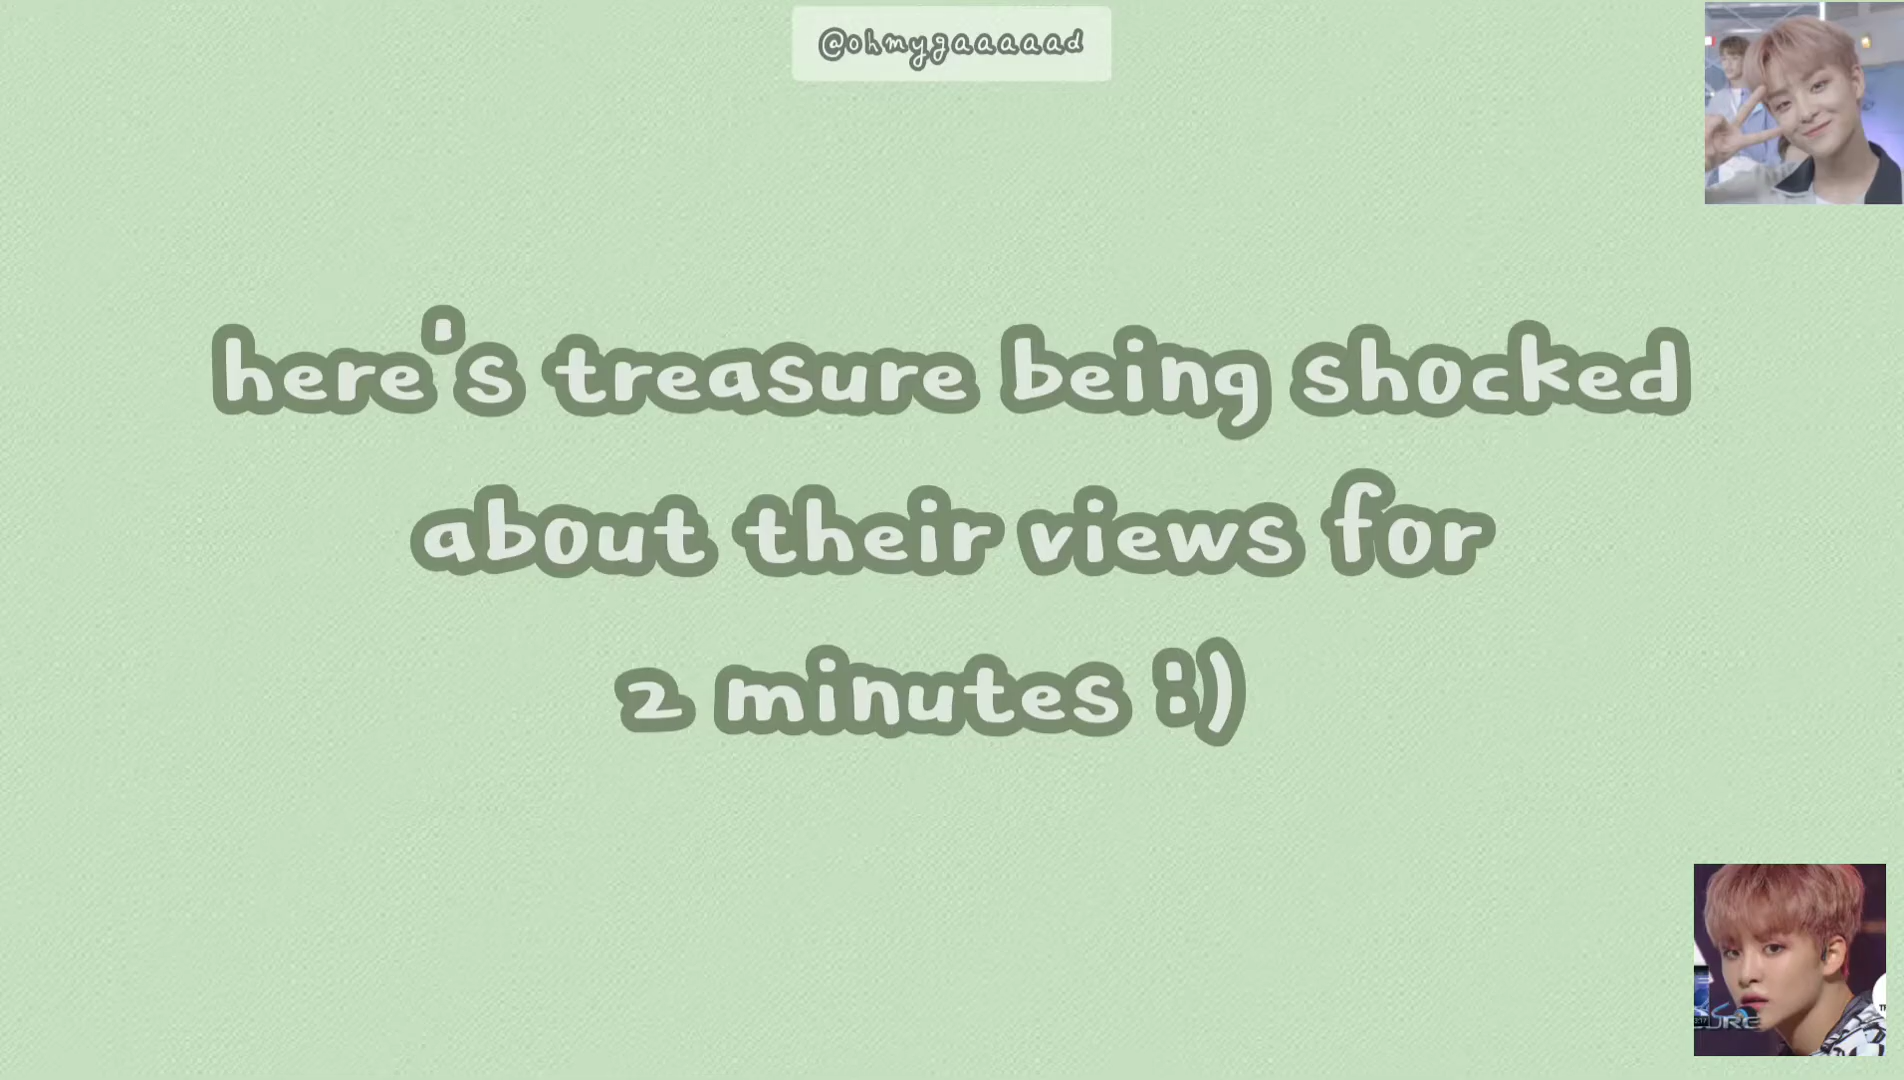 @ohmygaaaaad
here's treasure being shocked
about their views for
2 minutes :)